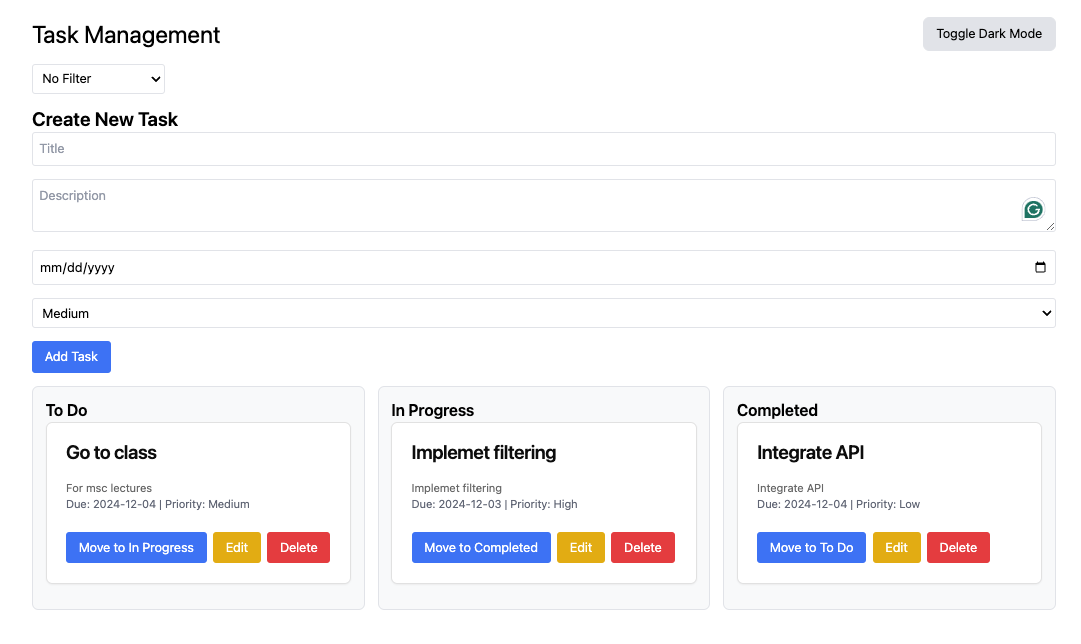 Task Management
Toggle Dark Mode
No Filter
Create New Task
Title
Description
mm/dd/yyyy
Medium
Add Task
To Do
Go to class
For msc lectures
Due: 2024-12-04 | Priority: Medium
Move to In Progress Edit Delete
In Progress
Implemet filtering
Implemet filtering
Due: 2024-12-03 | Priority: High
Move to Completed Edit Delete
Completed
Integrate API
Integrate API
Due: 2024-12-04 | Priority: Low
Move to To Do Edit Delete